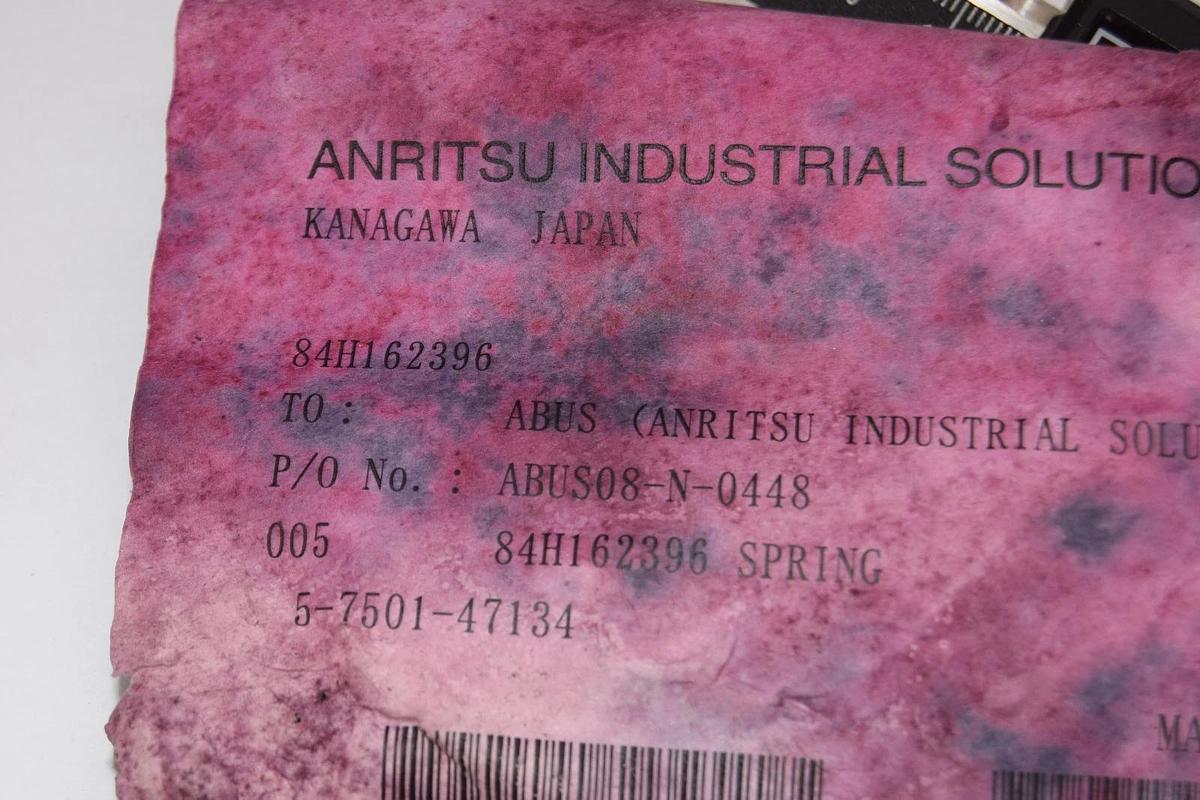 ANRITSU INDUSTRIAL SOLUTIO
KANAGAWA JAPAN
84H162396
TO : ABUS (ANRITSU INDUSTRIAL SOLU
P/O No. : ABUS08-N-0448
005 84H162396 SPRING
5-7501-47134
MA